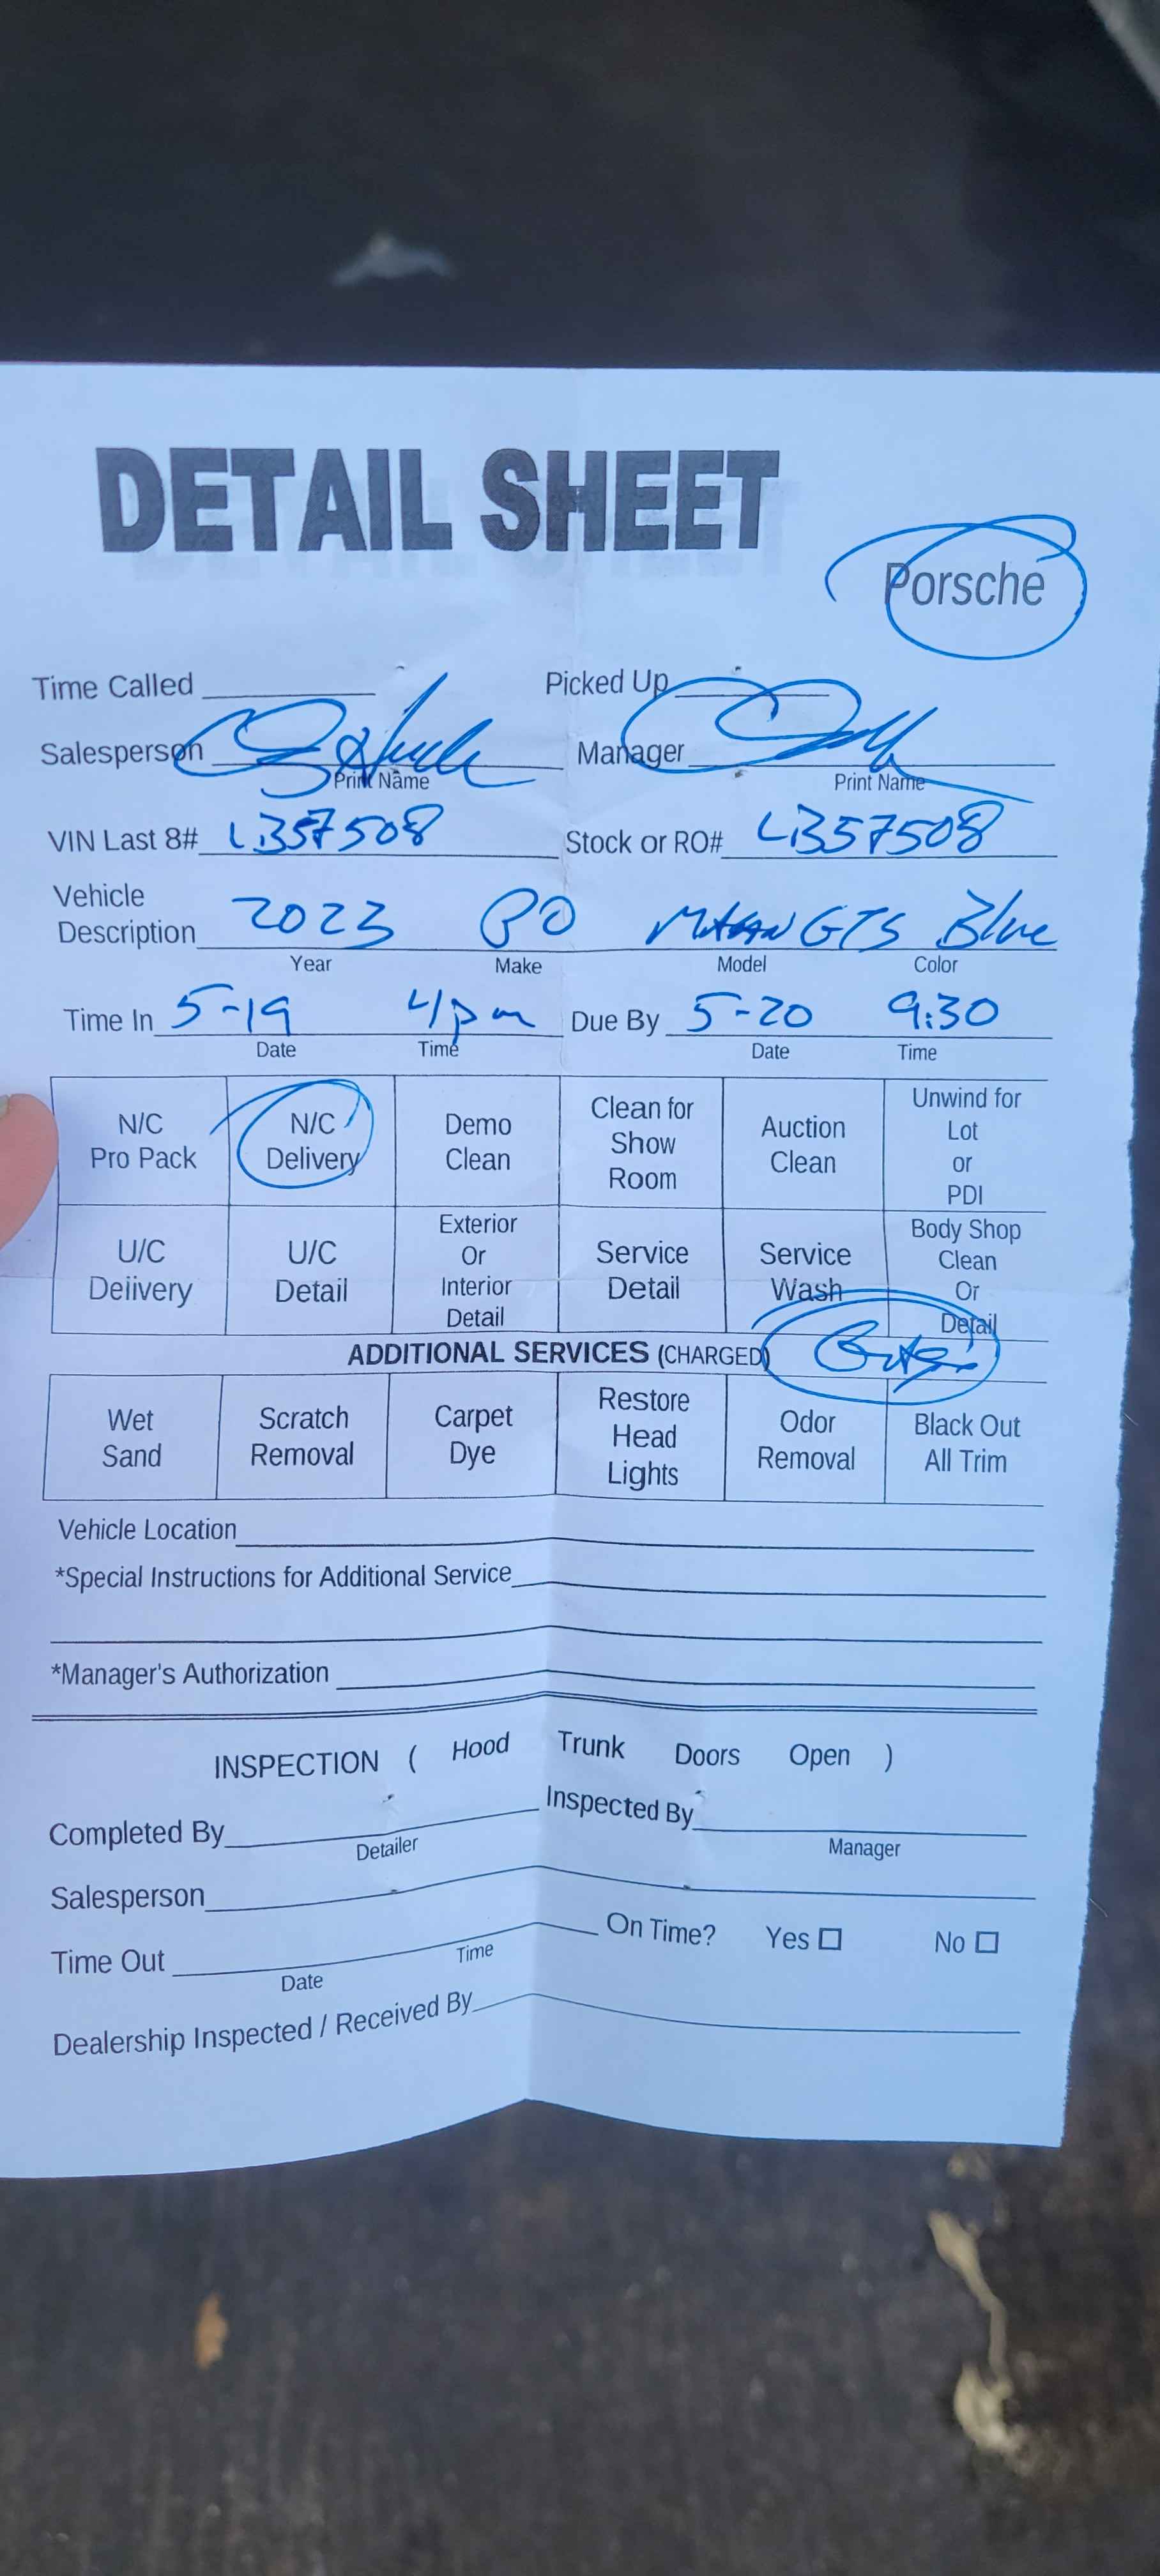 DETAIL SHEET
Porsche
Time Called Picked Up
Salesperson Manager
Print Name Print Name
VIN Last 8# LB57508 Stock or RO# LB57508
Vehicle
Description 2023 PO MAKAN GTS Blue
Year Make Model Color
Time In 5-19 4pm Due By 5-20 9:30
Date Time Date Time
N/C Pro Pack N/C Delivery Demo Clean Clean for Show Room Auction Clean Unwind for Lot or PDI
U/C Delivery U/C Detail Exterior Or Interior Detail Service Detail Service Wash Body Shop Clean Or Detail
ADDITIONAL SERVICES (CHARGED)
Wet Sand Scratch Removal Carpet Dye Restore Head Lights Odor Removal Black Out All Trim
Vehicle Location
*Special Instructions for Additional Service
*Manager's Authorization
INSPECTION ( Hood Trunk Doors Open )
Completed By Inspected By
Detailer Manager
Salesperson
Time Out On Time? Yes ☐ No ☐
Date Time
Dealership Inspected / Received By